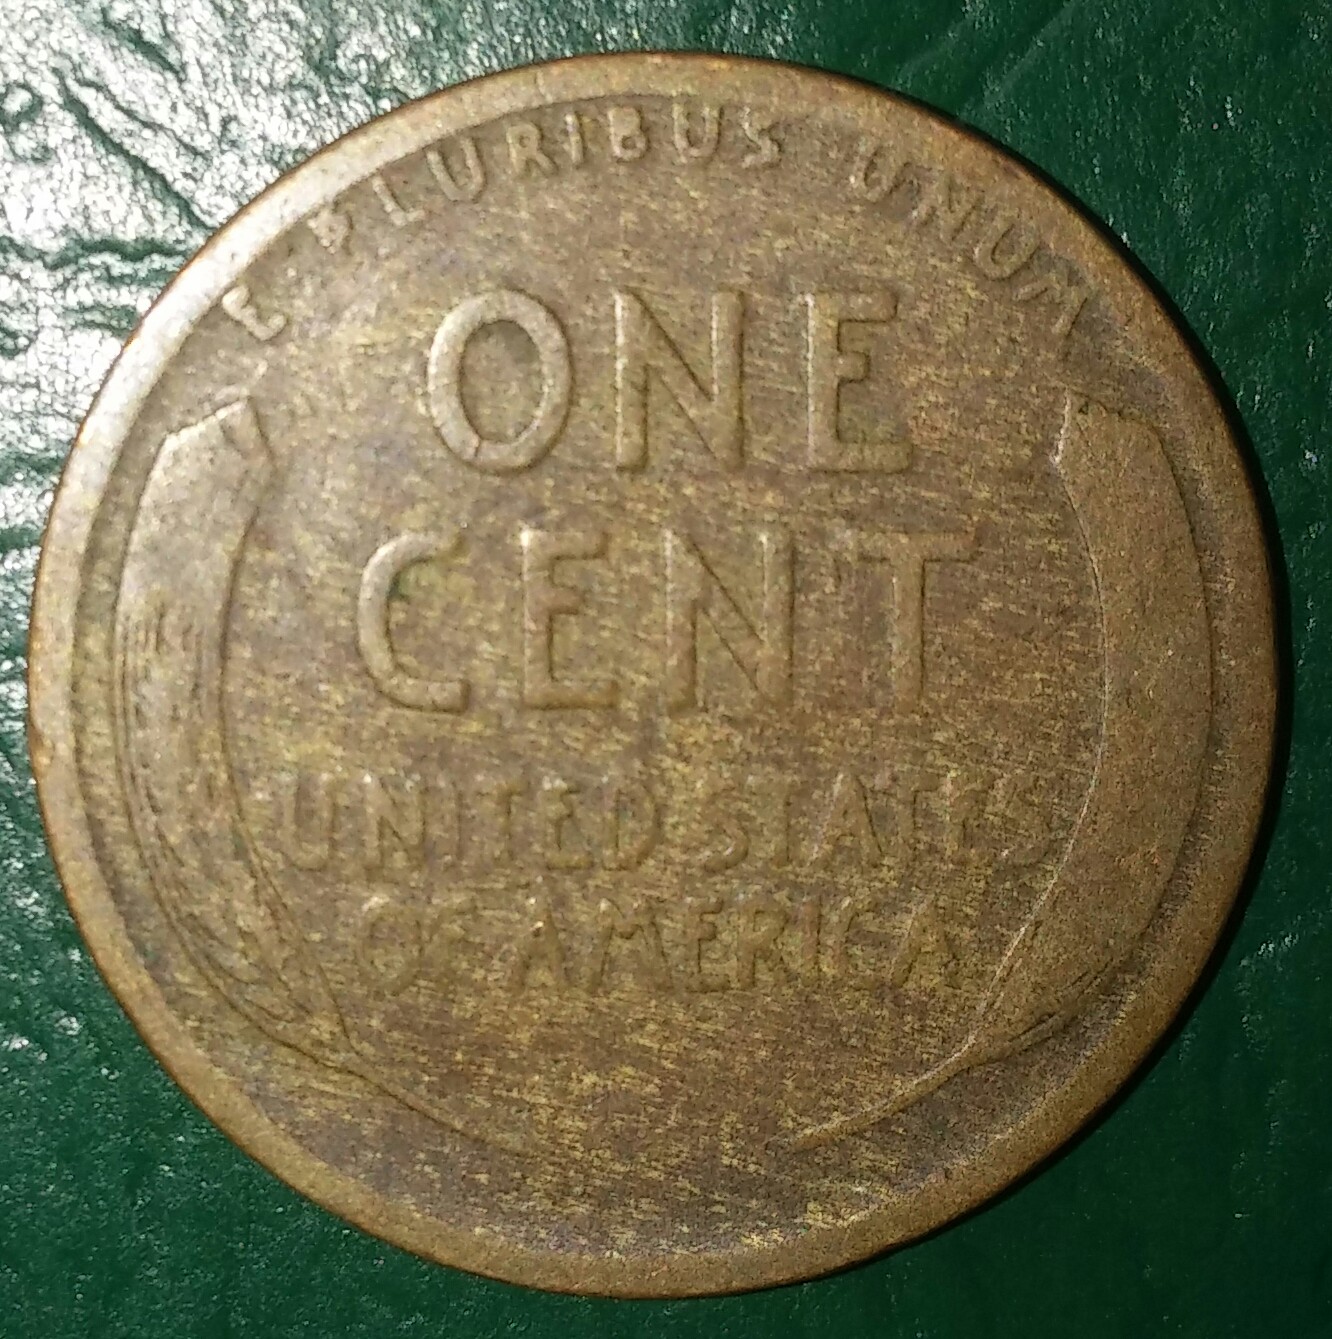 E PLURIBUS UNUM
ONE
CENT
UNITED STATES
OF AMERICA